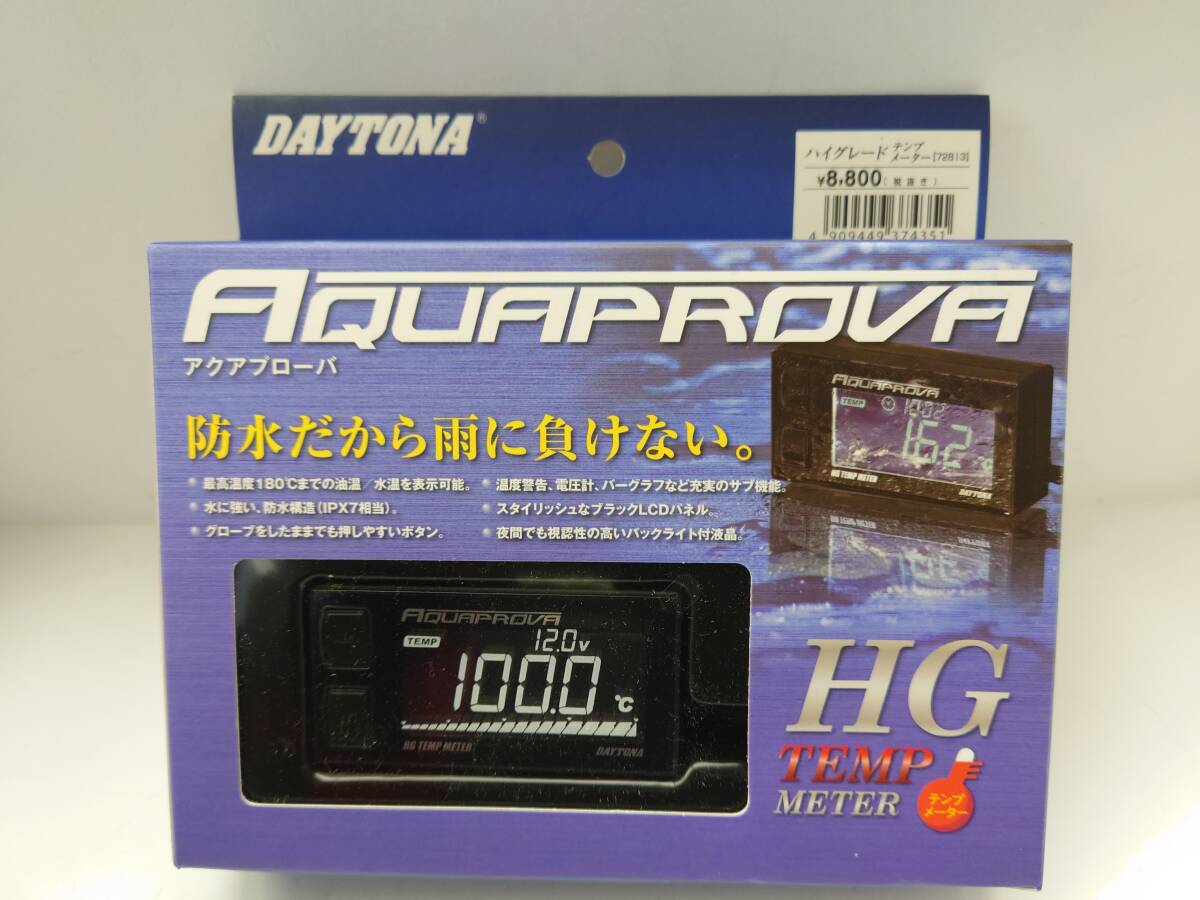 DAYTONA®
ハイグレード テンプメーター[72813]
¥8,800(税抜き)
4 909449 374351
AQUAPROVA
アクアプローバ
防水だから雨に負けない。
• 最高温度180℃までの油温／水温を表示可能。
• 水に強い、防水構造(IPX7相当)。
• グローブをしたままでも押しやすいボタン。
• 温度警告、電圧計、バーグラフなど充実のサブ機能。
• スタイリッシュなブラックLCDパネル。
• 夜間でも視認性の高いバックライト付液晶。
AQUAPROVA
TEMP 10:02
162
HG TEMP METER DAYTONA
AQUAPROVA
TEMP 12.0v
100.0 ℃
HG TEMP METER DAYTONA
HG
TEMP
METER
テンプ
メーター